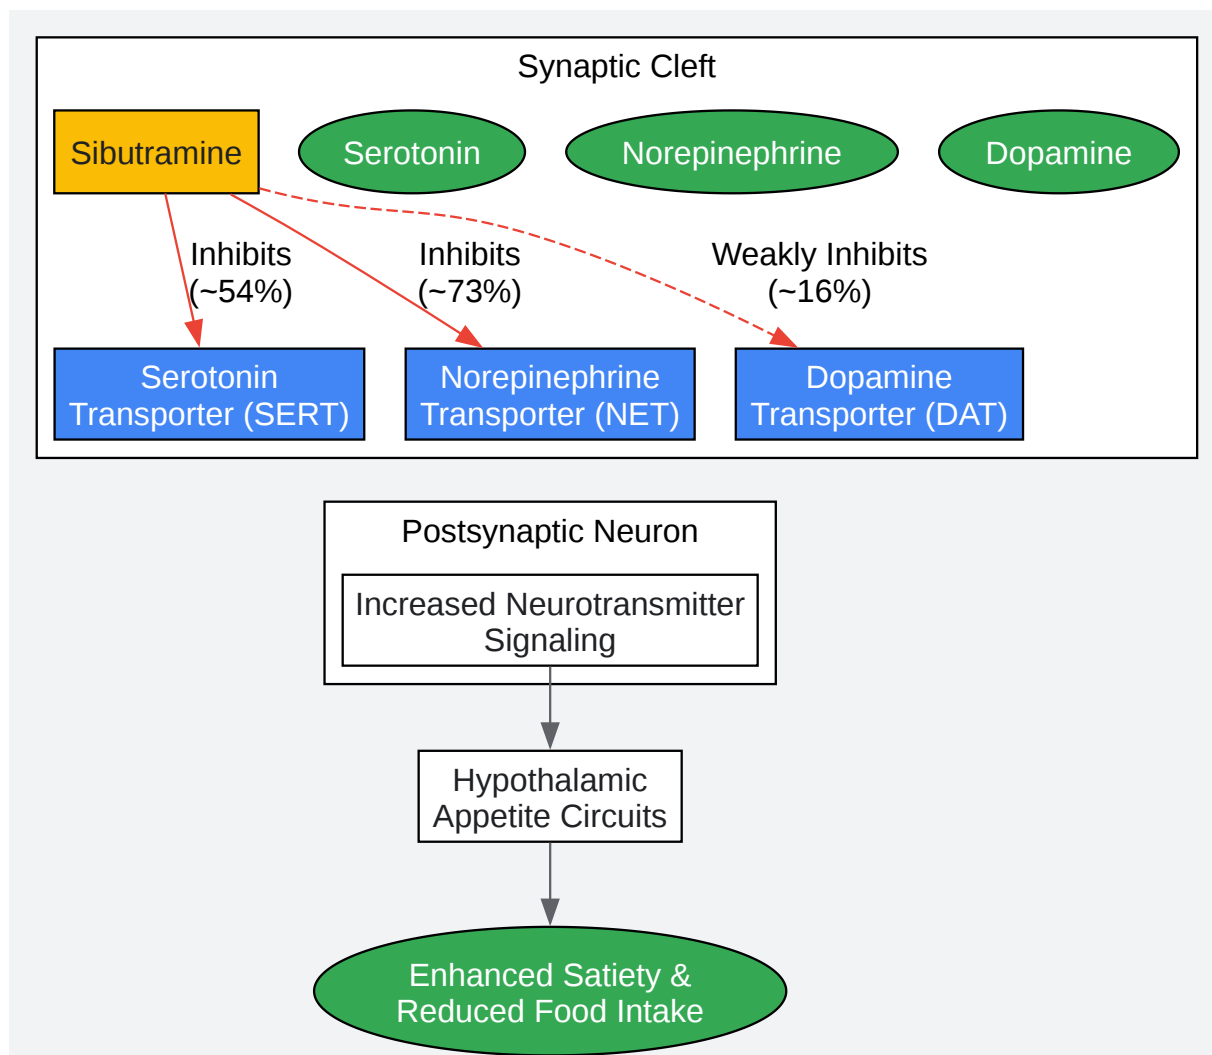 Synaptic Cleft
Sibutramine
Serotonin
Norepinephrine
Dopamine
Inhibits
(~54%)
Inhibits
(~73%)
Weakly Inhibits
(~16%)
Serotonin
Transporter (SERT)
Norepinephrine
Transporter (NET)
Dopamine
Transporter (DAT)
Postsynaptic Neuron
Increased Neurotransmitter
Signaling
Hypothalamic
Appetite Circuits
Enhanced Satiety &
Reduced Food Intake